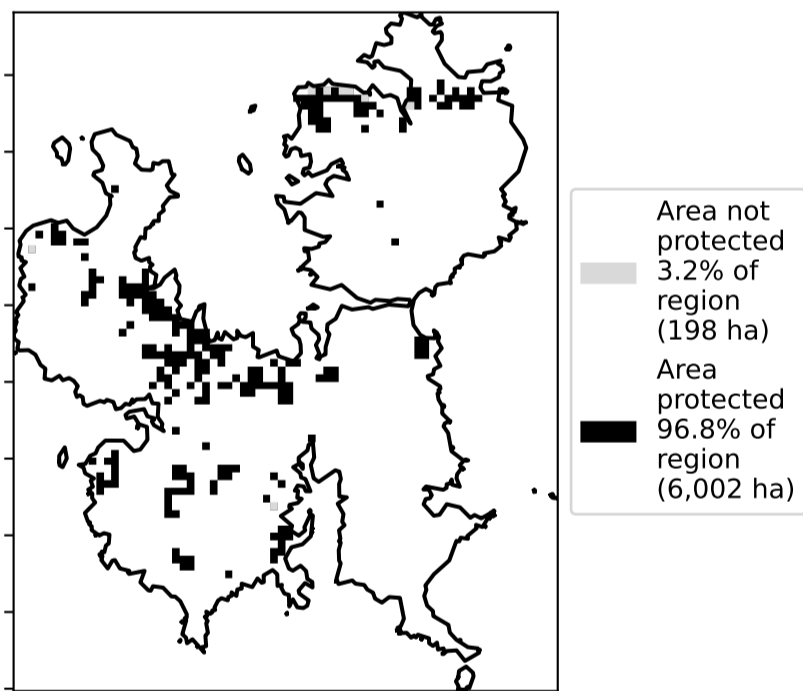 Area not
protected
3.2% of
region
(198 ha)
Area
protected
96.8% of
region
(6,002 ha)